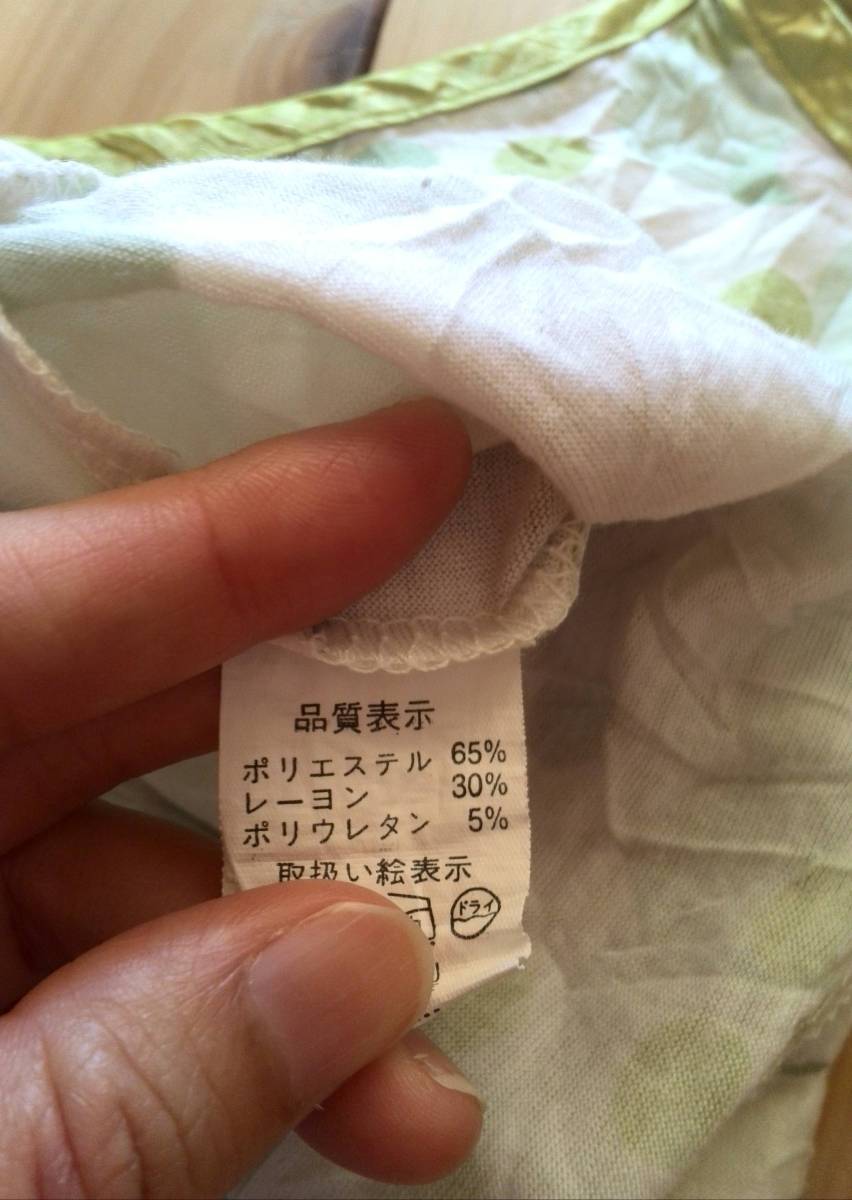 品質表示
ポリエステル 65%
レーヨン 30%
ポリウレタン 5%
取扱い絵表示
ドライ